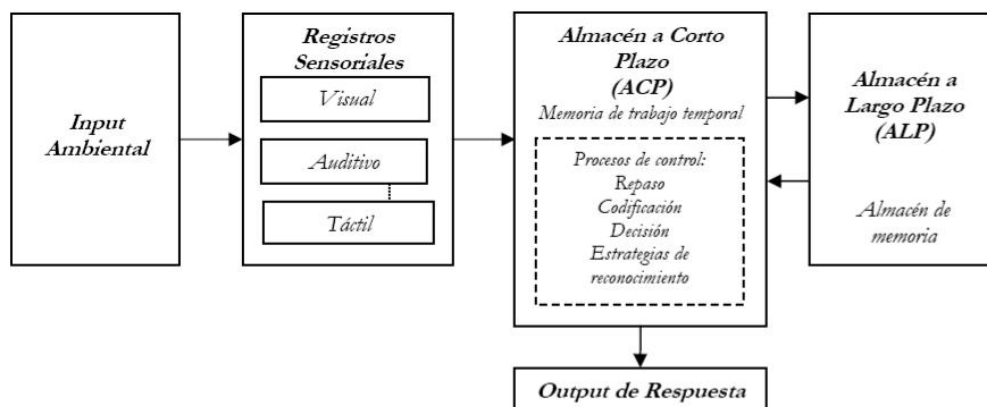 Input
Ambiental
Registros
Sensoriales
Visual
Auditivo
Táctil
Almacén a Corto
Plazo
(ACP)
Memoria de trabajo temporal
Procesos de control:
Repaso
Codificación
Decisión
Estrategias de
reconocimiento
Almacén a
Largo Plazo
(ALP)
Almacén de
memoria
Output de Respuesta